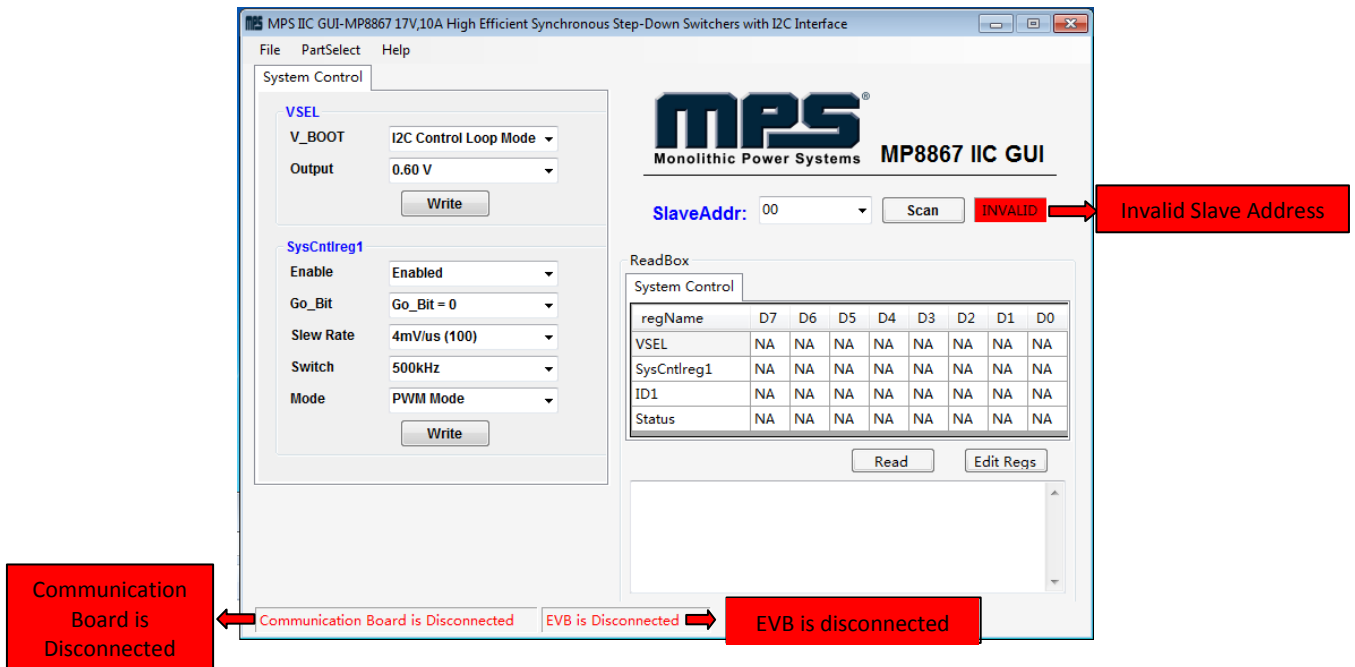 mps MPS IIC GUI-MP8867 17V,10A High Efficient Synchronous Step-Down Switchers with I2C Interface
File PartSelect Help
System Control
VSEL
V_BOOT I2C Control Loop Mode
Output 0.60 V
Write
SysCntlreg1
Enable Enabled
Go_Bit Go_Bit = 0
Slew Rate 4mV/us (100)
Switch 500kHz
Mode PWM Mode
Write
mps®
Monolithic Power Systems MP8867 IIC GUI
SlaveAddr: 00 Scan INVALID
Invalid Slave Address
ReadBox
System Control
regName D7 D6 D5 D4 D3 D2 D1 D0
VSEL NA NA NA NA NA NA NA NA
SysCntlreg1 NA NA NA NA NA NA NA NA
ID1 NA NA NA NA NA NA NA NA
Status NA NA NA NA NA NA NA NA
Read Edit Regs
Communication
Board is
Disconnected
Communication Board is Disconnected EVB is Disconnected
EVB is disconnected